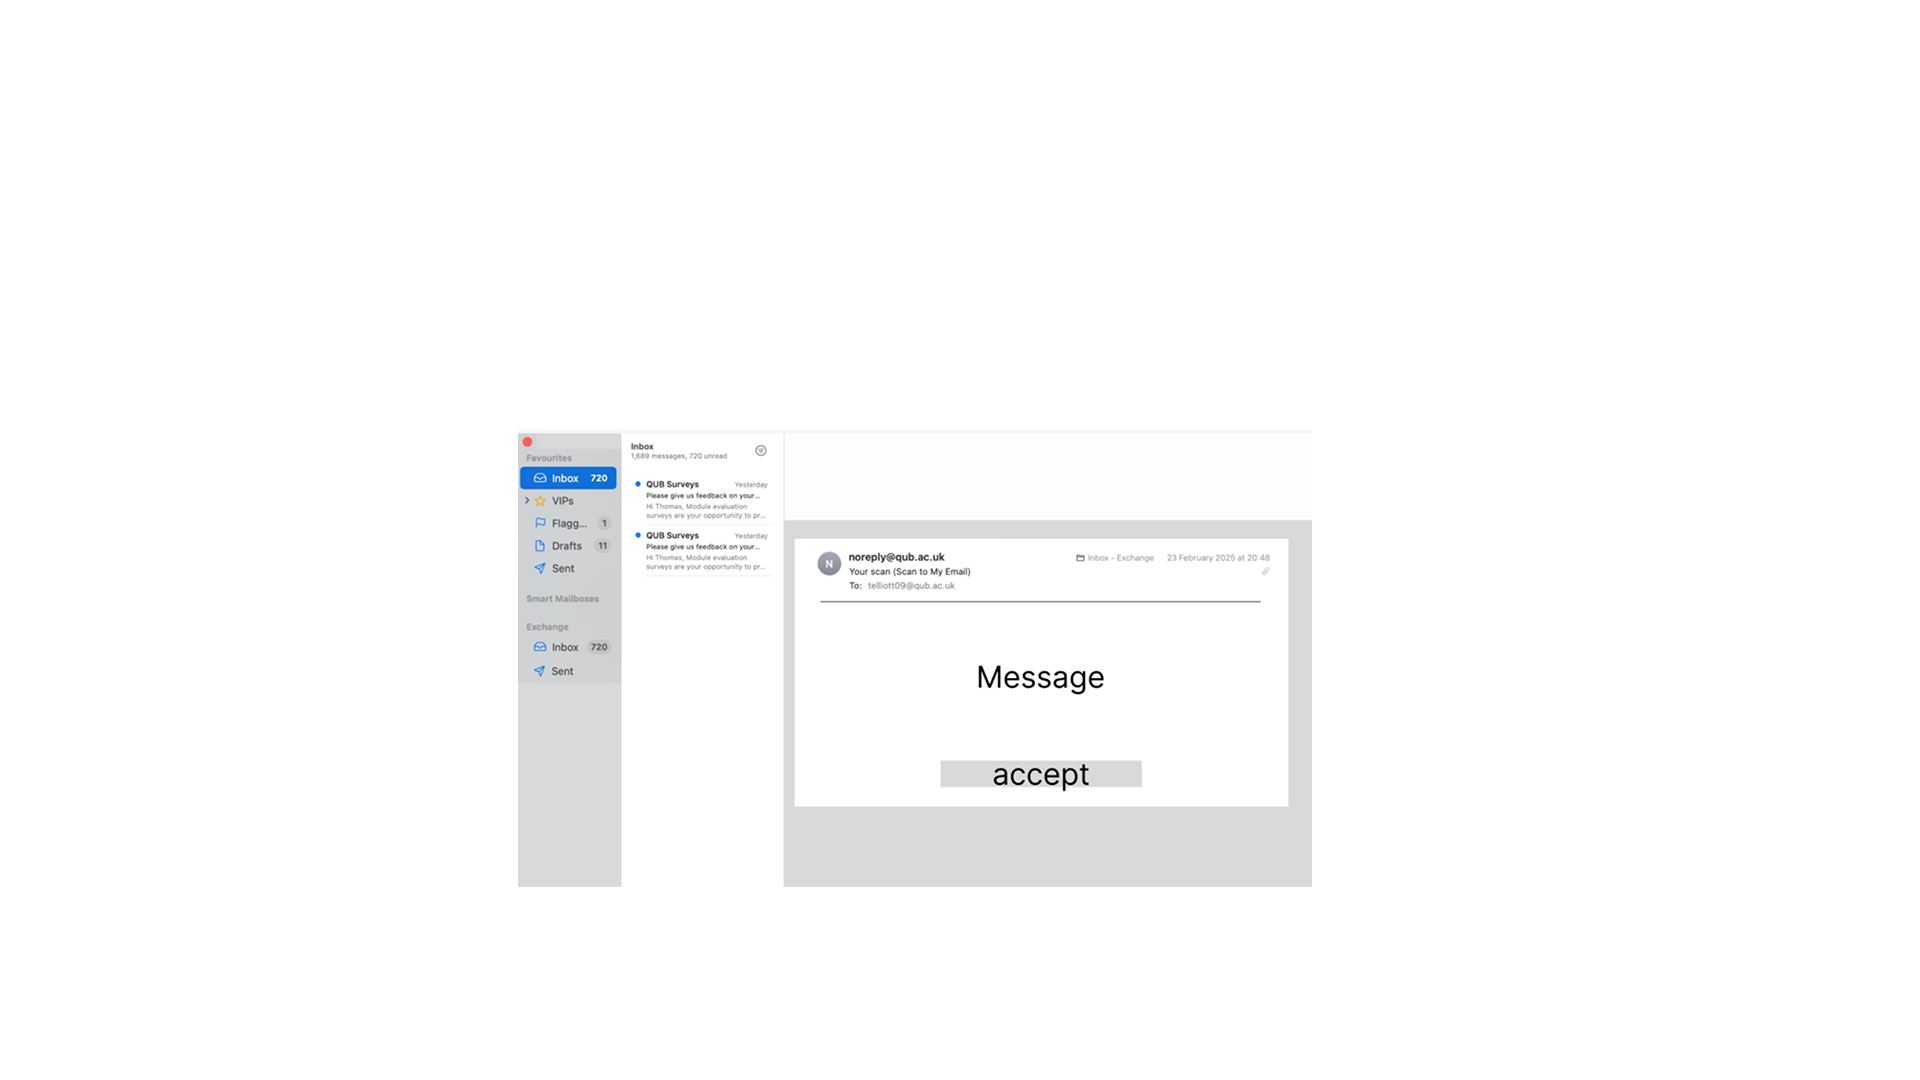 Favourites
Inbox 720
VIPs
Flagg... 1
Drafts 11
Sent
Smart Mailboxes
Exchange
Inbox 720
Sent
Inbox
1,689 messages, 720 unread
QUB Surveys Yesterday
Please give us feedback on your...
Hi Thomas, Module evaluation
surveys are your opportunity to pr...
QUB Surveys Yesterday
Please give us feedback on your...
Hi Thomas, Module evaluation
surveys are your opportunity to pr...
N
noreply@qub.ac.uk Inbox - Exchange 23 February 2025 at 20:48
Your scan (Scan to My Email)
To: telliott09@qub.ac.uk
Message
accept